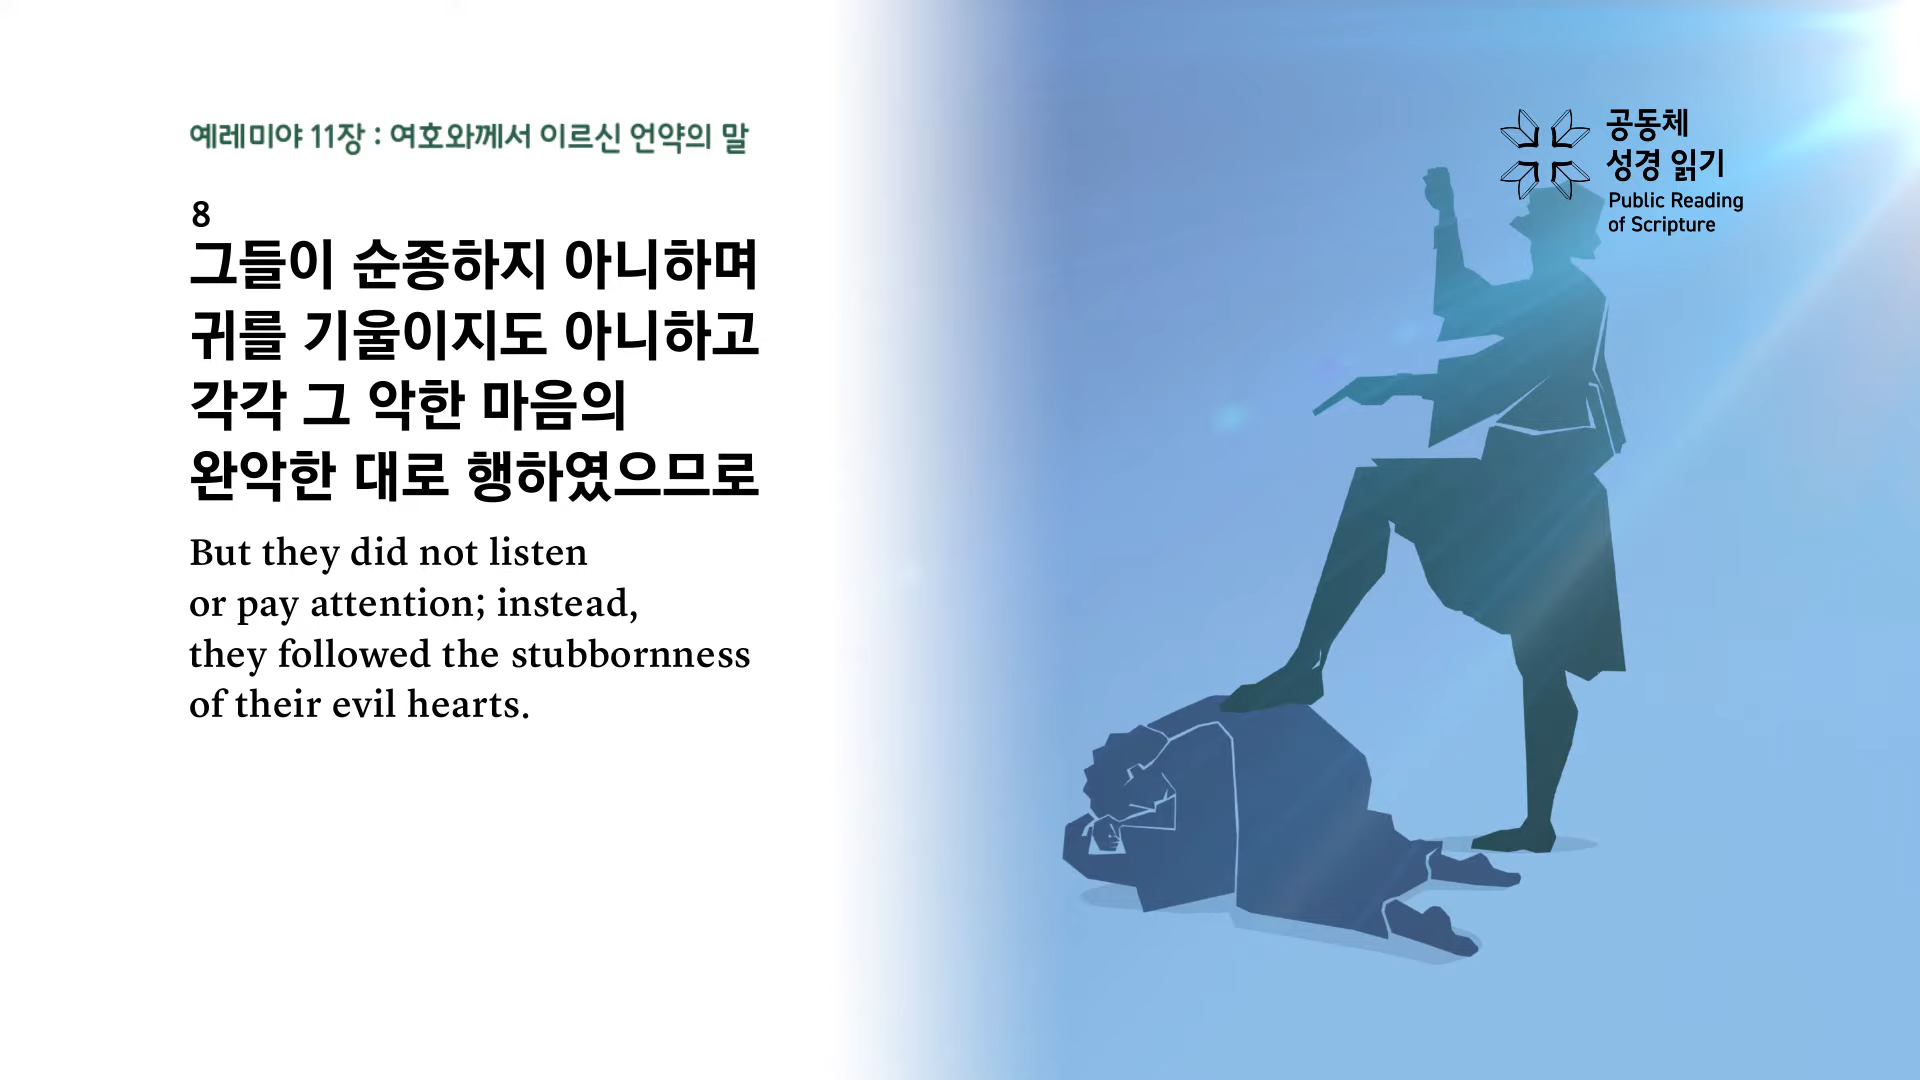 예레미야 11장 : 여호와께서 이르신 언약의 말
8
그들이 순종하지 아니하며
귀를 기울이지도 아니하고
각각 그 악한 마음의
완악한 대로 행하였으므로
But they did not listen
or pay attention; instead,
they followed the stubbornness
of their evil hearts.
공동체
성경 읽기
Public Reading
of Scripture